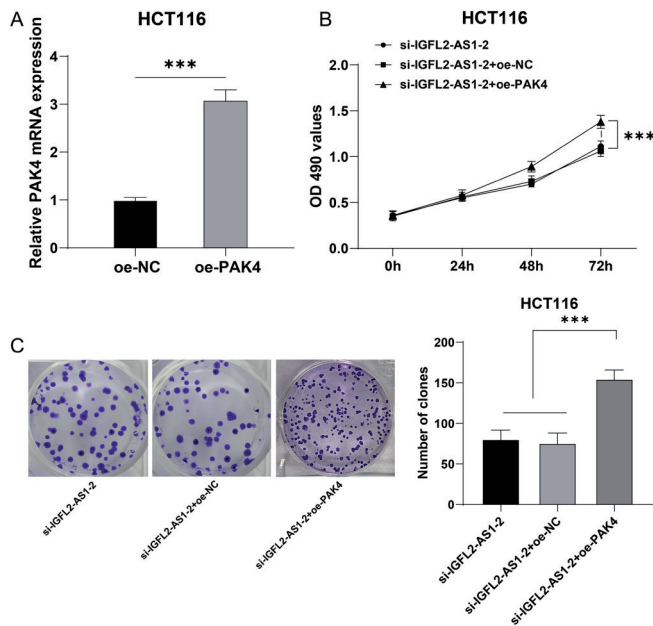 A
HCT116
Relative PAK4 mRNA expression
4
3
2
1
0
***
oe-NC
oe-PAK4
B
HCT116
si-IGFL2-AS1-2
si-IGFL2-AS1-2+oe-NC
si-IGFL2-AS1-2+oe-PAK4
OD 490 values
2.0
1.5
1.0
0.5
0.0
***
0h
24h
48h
72h
C
si-IGFL2-AS1-2
si-IGFL2-AS1-2+oe-NC
si-IGFL2-AS1-2+oe-PAK4
HCT116
Number of clones
200
150
100
50
0
***
si-IGFL2-AS1-2
si-IGFL2-AS1-2+oe-NC
si-IGFL2-AS1-2+oe-PAK4